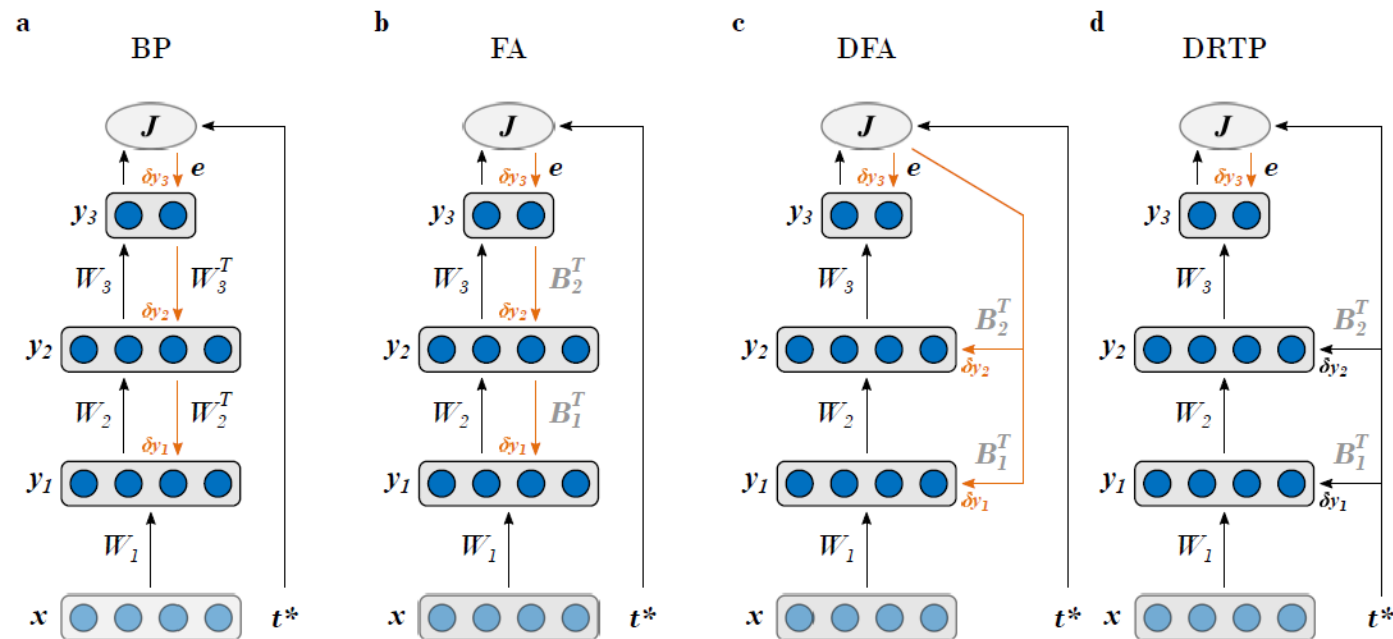 a b c d
BP FA DFA DRTP
J J J J
δy₃ e δy₃ e δy₃ e δy₃ e
y₃ y₃ y₃ y₃
W₃ W₃ᵀ W₃ B₂ᵀ W₃ W₃
B₂ᵀ B₂ᵀ
δy₂ δy₂
y₂ y₂ y₂ y₂
δy₂ δy₂
W₂ W₂ᵀ W₂ B₁ᵀ W₂ W₂
B₁ᵀ B₁ᵀ
δy₁ δy₁
y₁ y₁ y₁ y₁
δy₁ δy₁
W₁ W₁ W₁ W₁
x t* x t* x t* x t*